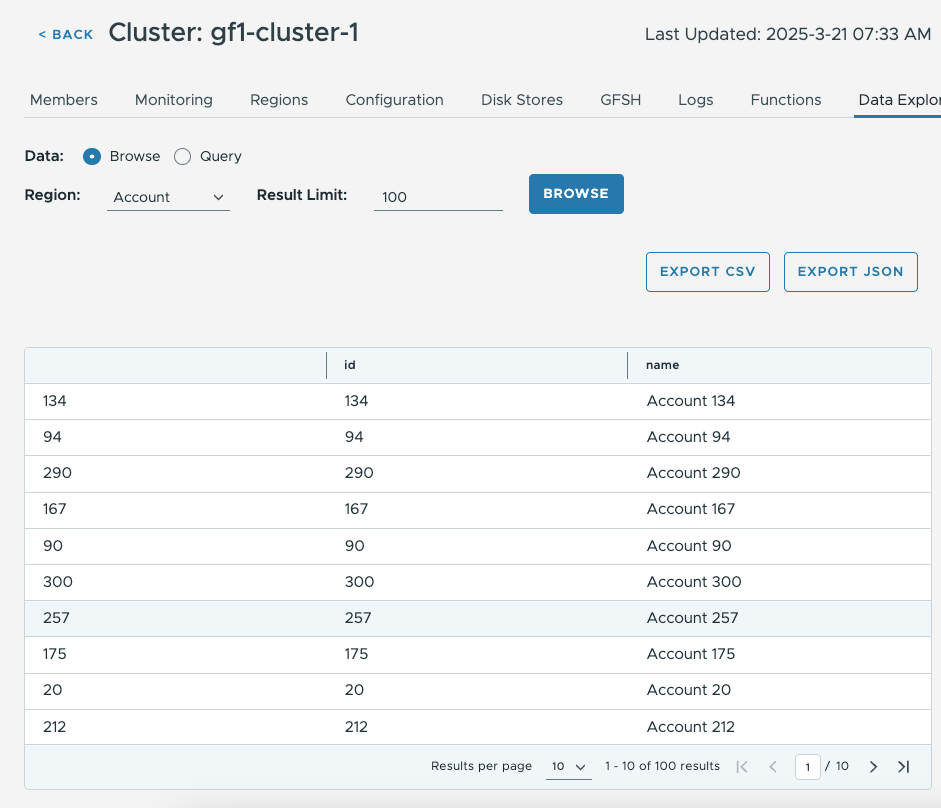 < BACK Cluster: gf1-cluster-1 Last Updated: 2025-3-21 07:33 AM
Members Monitoring Regions Configuration Disk Stores GFSH Logs Functions Data Explor
Data: Browse Query
Region: Account Result Limit: 100 BROWSE
EXPORT CSV EXPORT JSON
id name
134 134 Account 134
94 94 Account 94
290 290 Account 290
167 167 Account 167
90 90 Account 90
300 300 Account 300
257 257 Account 257
175 175 Account 175
20 20 Account 20
212 212 Account 212
Results per page 10 1 - 10 of 100 results 1 / 10